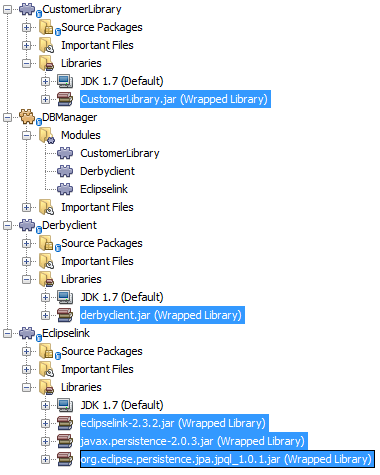 CustomerLibrary
Source Packages
Important Files
Libraries
JDK 1.7 (Default)
CustomerLibrary.jar (Wrapped Library)
DBManager
Modules
CustomerLibrary
Derbyclient
Eclipselink
Important Files
Derbyclient
Source Packages
Important Files
Libraries
JDK 1.7 (Default)
derbyclient.jar (Wrapped Library)
Eclipselink
Source Packages
Important Files
Libraries
JDK 1.7 (Default)
eclipselink-2.3.2.jar (Wrapped Library)
javax.persistence-2.0.3.jar (Wrapped Library)
org.eclipse.persistence.jpa.jpql_1.0.1.jar (Wrapped Library)